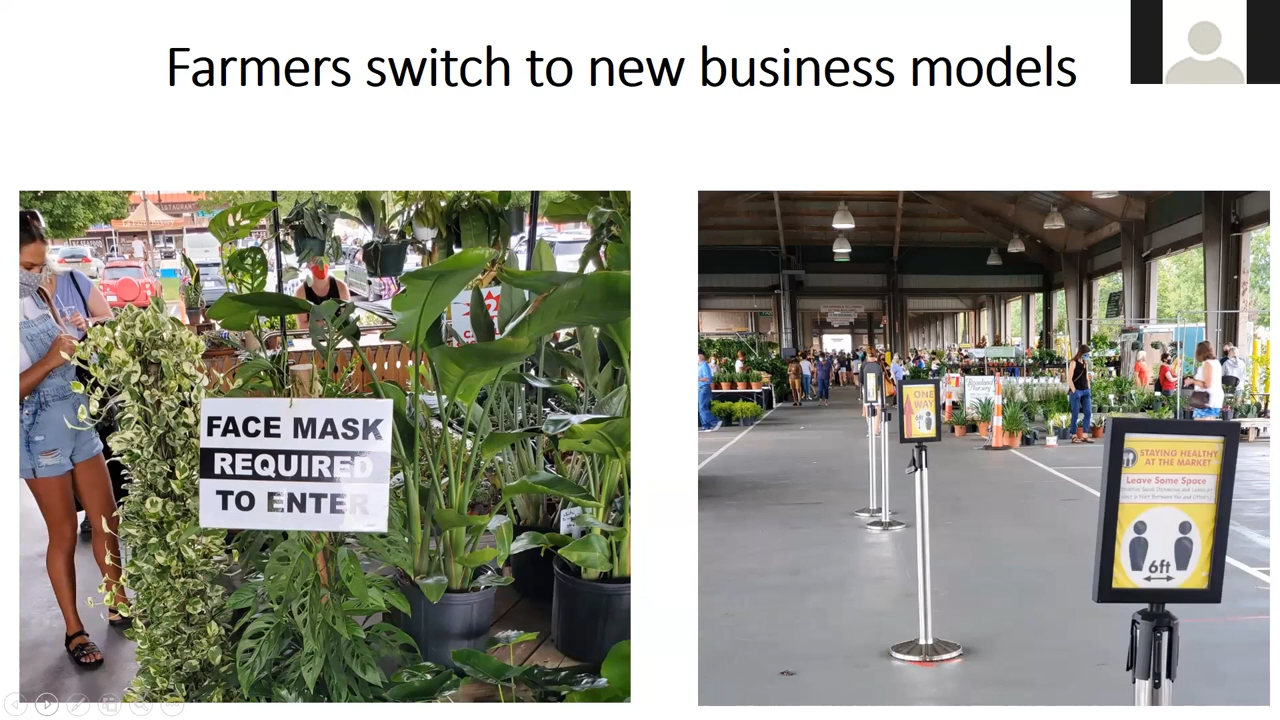 Farmers switch to new business models
FACE MASK
REQUIRED
TO ENTER
ONE
WAY
STAYING HEALTHY
AT THE MARKET
Leave Some Space
6ft